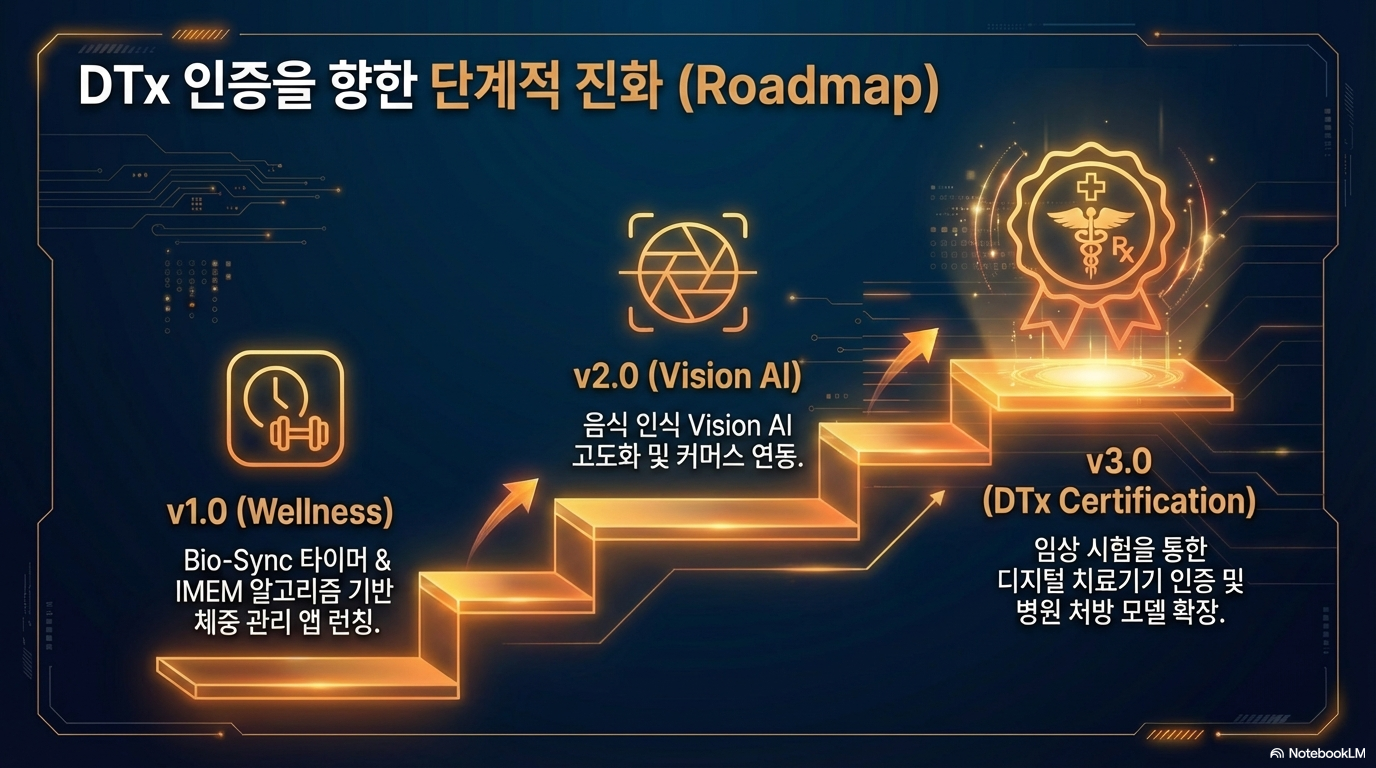 DTx 인증을 향한 단계적 진화 (Roadmap)
v1.0 (Wellness)
Bio-Sync 타이머 &
IMEM 알고리즘 기반
체중 관리 앱 런칭.
v2.0 (Vision AI)
음식 인식 Vision AI
고도화 및 커머스 연동.
Rx
v3.0
(DTx Certification)
임상 시험을 통한
디지털 치료기기 인증 및
병원 처방 모델 확장.
NotebookLM